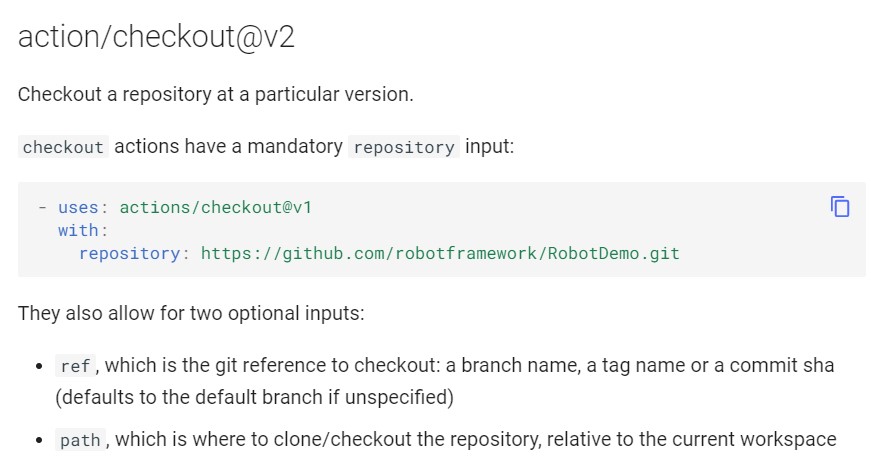 action/checkout@v2
Checkout a repository at a particular version.
checkout actions have a mandatory repository input:
- uses: actions/checkout@v1
with:
repository: https://github.com/robotframework/RobotDemo.git
They also allow for two optional inputs:
• ref , which is the git reference to checkout: a branch name, a tag name or a commit sha
(defaults to the default branch if unspecified)
• path , which is where to clone/checkout the repository, relative to the current workspace